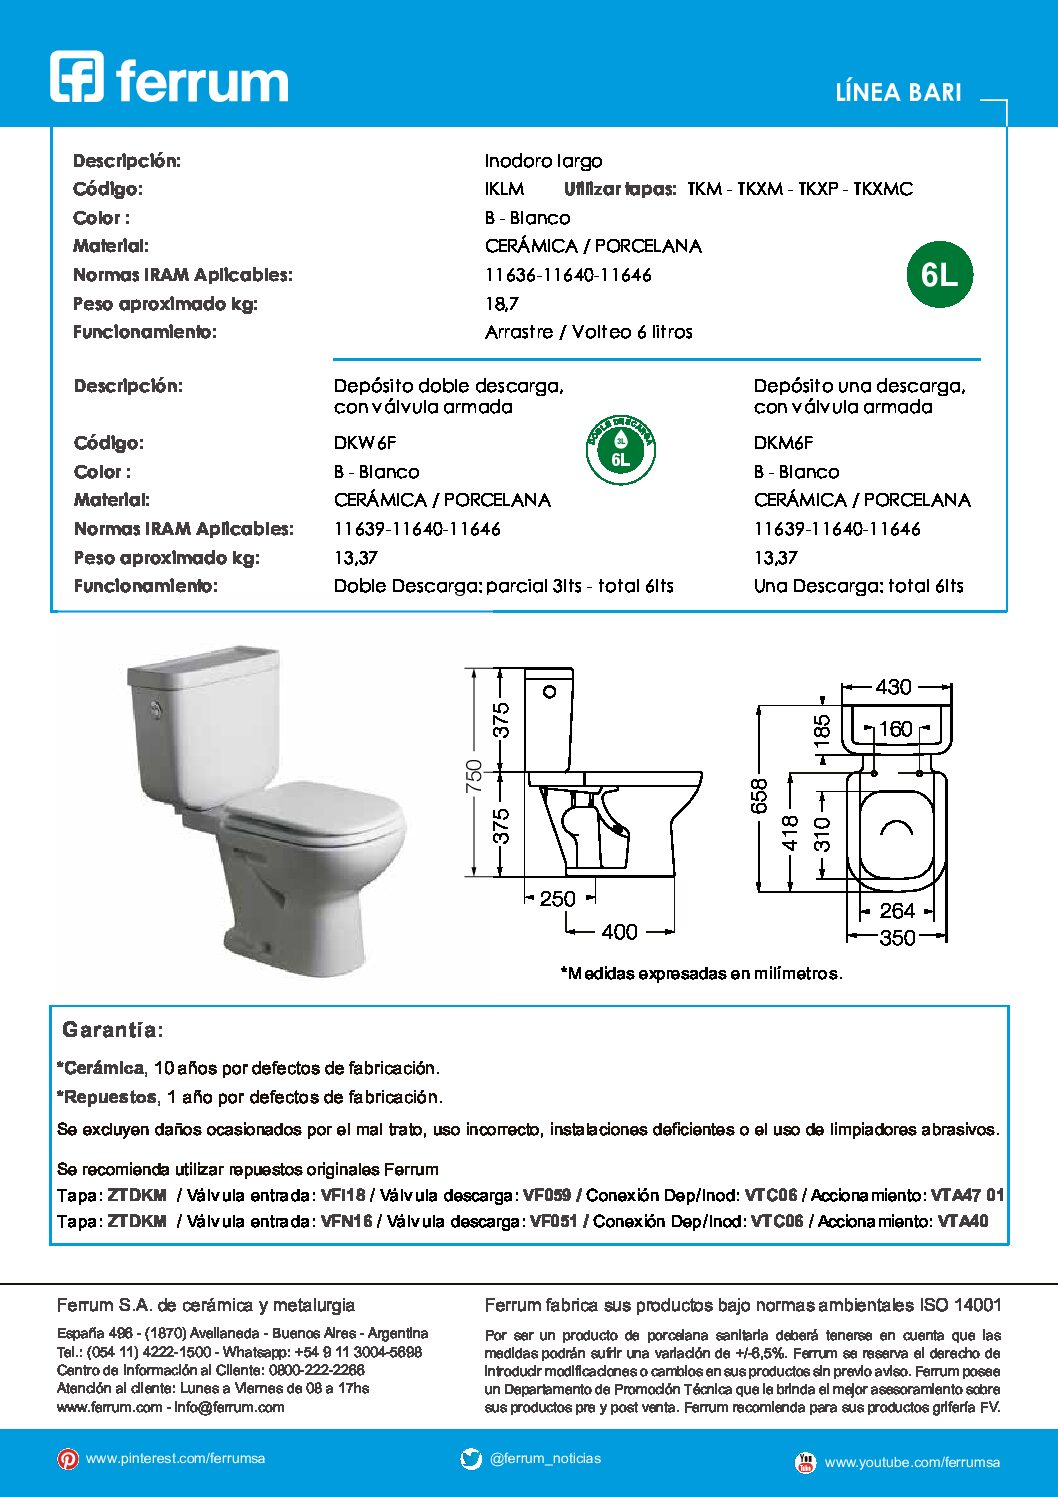 ferrum
LÍNEA BARI
Descripción: Inodoro largo
Código: IKLM Utilizar tapas: TKM - TKXM - TKXP - TKXMC
Color : B - Blanco
Material: CERÁMICA / PORCELANA
Normas IRAM Aplicables: 11636-11640-11646
Peso aproximado kg: 18,7
Funcionamiento: Arrastre / Volteo 6 litros
6L
Descripción: Depósito doble descarga, Depósito una descarga,
con válvula armada con válvula armada
Código: DKW6F DKM6F
Color : B - Blanco B - Blanco
Material: CERÁMICA / PORCELANA CERÁMICA / PORCELANA
Normas IRAM Aplicables: 11639-11640-11646 11639-11640-11646
Peso aproximado kg: 13,37 13,37
Funcionamiento: Doble Descarga: parcial 3lts - total 6lts Una Descarga: total 6lts
DOBLE DESCARGA
3L
6L
750
375
375
250
400
430
185
160
658
418
310
264
350
*Medidas expresadas en milímetros.
Garantía:
*Cerámica, 10 años por defectos de fabricación.
*Repuestos, 1 año por defectos de fabricación.
Se excluyen daños ocasionados por el mal trato, uso incorrecto, instalaciones deficientes o el uso de limpiadores abrasivos.
Se recomienda utilizar repuestos originales Ferrum
Tapa: ZTDKM / Válvula entrada: VFI18 / Válvula descarga: VF059 / Conexión Dep/Inod: VTC06 / Accionamiento: VTA47 01
Tapa: ZTDKM / Válvula entrada: VFN16 / Válvula descarga: VF051 / Conexión Dep/Inod: VTC06 / Accionamiento: VTA40
Ferrum S.A. de cerámica y metalurgia
España 496 - (1870) Avellaneda - Buenos Aires - Argentina
Tel.: (054 11) 4222-1500 - Whatsapp: +54 9 11 3004-5698
Centro de Información al Cliente: 0800-222-2266
Atención al cliente: Lunes a Viernes de 08 a 17hs
www.ferrum.com - info@ferrum.com
Ferrum fabrica sus productos bajo normas ambientales ISO 14001
Por ser un producto de porcelana sanitaria deberá tenerse en cuenta que las
medidas podrán sufrir una variación de +/-6,5%. Ferrum se reserva el derecho de
introducir modificaciones o cambios en sus productos sin previo aviso. Ferrum posee
un Departamento de Promoción Técnica que le brinda el mejor asesoramiento sobre
sus productos pre y post venta. Ferrum recomienda para sus productos grifería FV.
www.pinterest.com/ferrumsa
@ferrum_noticias
You Tube
www.youtube.com/ferrumsa